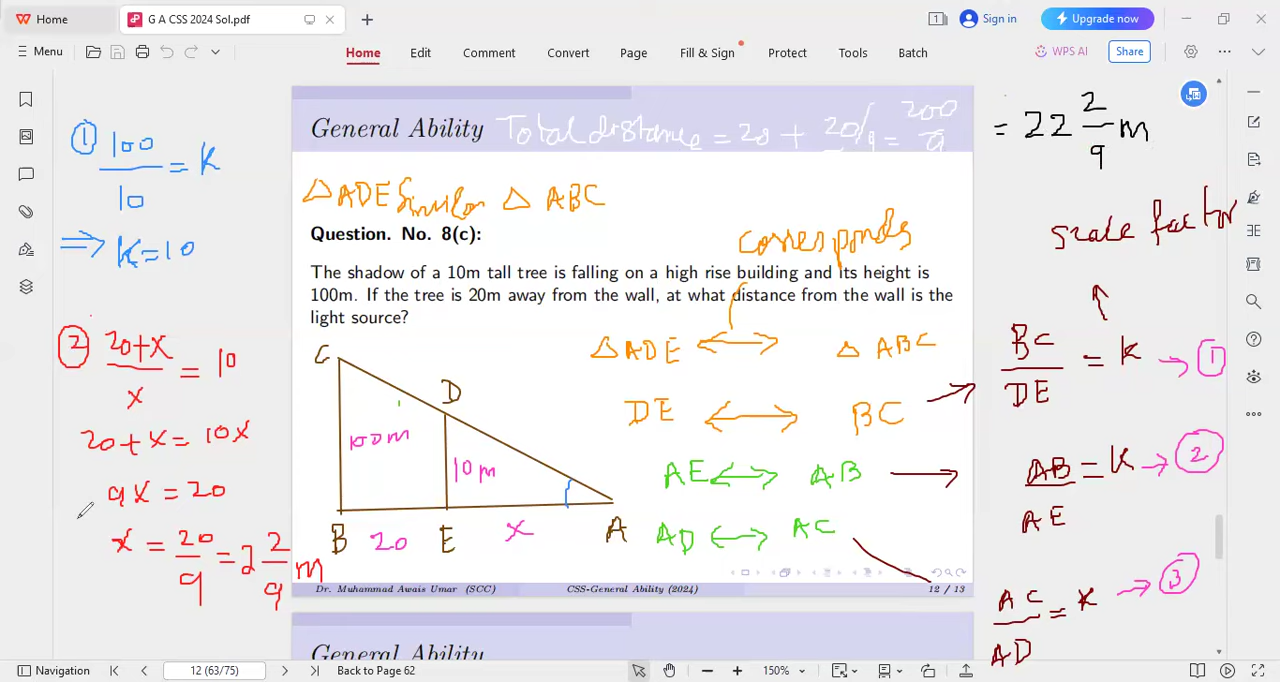 Home
G A CSS 2024 Sol.pdf
Sign in
Upgrade now
Menu
Home
Edit
Comment
Convert
Page
Fill & Sign
Protect
Tools
Batch
WPS AI
Share
General Ability
Total distance = 20 + 20/9 = 200/9
= 22 2/9 m
△ADE Similar △ ABC
Question. No. 8(c):
corresponds
The shadow of a 10m tall tree is falling on a high rise building and its height is
100m. If the tree is 20m away from the wall, at what distance from the wall is the
light source?
① 100/10 = K
⇒ K=10
② 20+x/x = 10
20+x = 10x
9x = 20
x = 20/9 = 2 2/9 m
C
D
100m
10m
B
20
E
x
A
△ADE ↔ △ ABC
DE ↔ BC →
AE ↔ AB →
AD ↔ AC
scale factor
↑
BC/DE = K → ①
AB/AE = K → ②
AC/AD = K → ③
Dr. Muhammad Awais Umar (SCC)
CSS-General Ability (2024)
12 / 13
General Ability
Navigation
12 (63/75)
Back to Page 62
150%